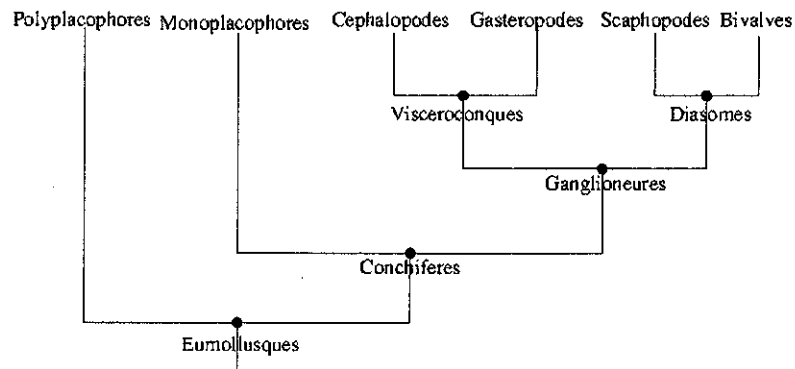 Polyplacophores Monoplacophores Cephalopodes Gasteropodes Scaphopodes Bivalves
Visceroconques Diasomes
Ganglioneures
Conchiferes
Eumollusques